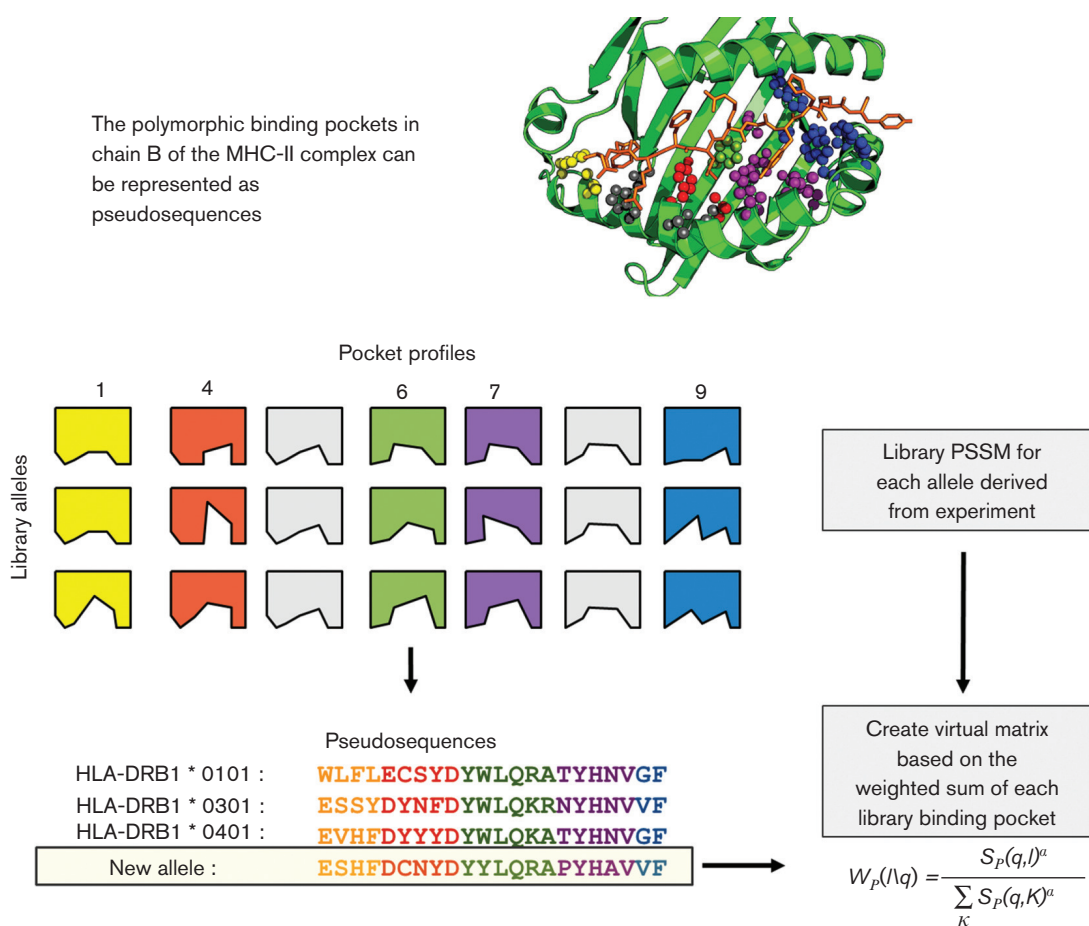 The polymorphic binding pockets in
chain B of the MHC-II complex can
be represented as
pseudosequences
Pocket profiles
1 4 6 7 9
Library alleles
Library PSSM for
each allele derived
from experiment
Pseudosequences
HLA-DRB1 * 0101 : WLFLECSYDYWLQRATYHNVGF
HLA-DRB1 * 0301 : ESSYDYNFDYWLQKRNYHNVVF
HLA-DRB1 * 0401 : EVHFDYYYDYWLQKATYHNVGF
New allele : ESHFDCNYDYYLQRAPYHAVVF
Create virtual matrix
based on the
weighted sum of each
library binding pocket
W_P(l\q) = S_P(q,l)^α / ∑_K S_P(q,K)^α